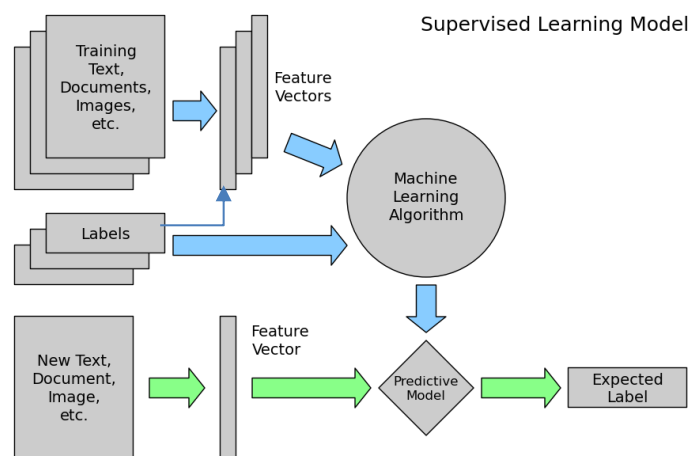 Supervised Learning Model
Training
Text,
Documents,
Images,
etc.
Feature
Vectors
Machine
Learning
Algorithm
Labels
New Text,
Document,
Image,
etc.
Feature
Vector
Predictive
Model
Expected
Label